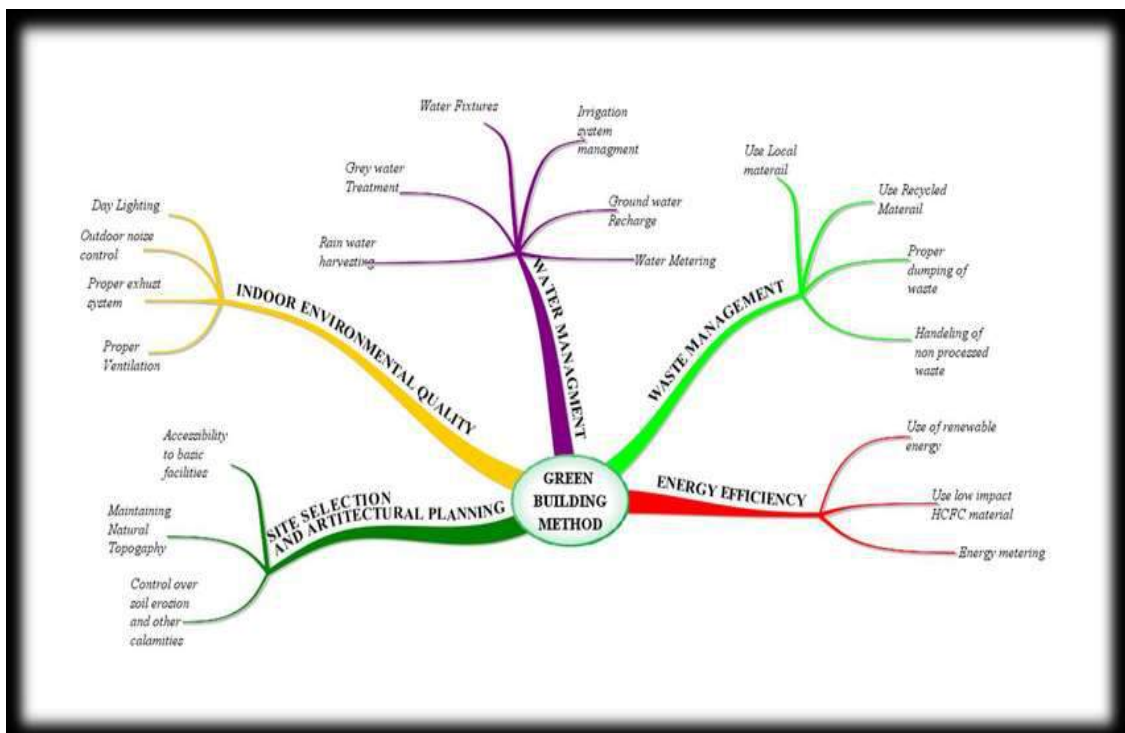 Water Fixtures
Irrigation
system
managment
Grey water
Treatment
Ground water
Recharge
Rain water
harvesting
Water Metering
WATER MANAGMENT
Use Local
materail
Use Recycled
Materail
Proper
dumping of
waste
Handeling of
non processed
waste
WASTE MANAGEMENT
Day Lighting
Outdoor noise
control
Proper exhust
system
Proper
Ventilation
INDOOR ENVIRONMENTAL QUALITY
Accessibility
to basic
facilities
Maintaining
Natural
Topogaphy
Control over
soil erosion
and other
calamities
SITE SELECTION
AND ARTITECTURAL PLANNING
GREEN
BUILDING
METHOD
ENERGY EFFICIENCY
Use of renewable
energy
Use low impact
HCFC material
Energy metering